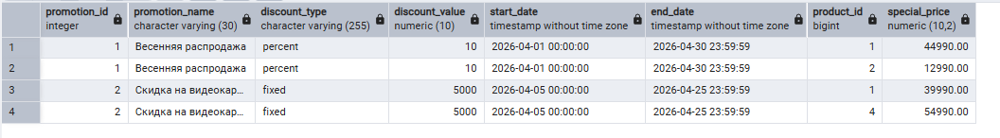 promotion_id promotion_name discount_type discount_value start_date end_date product_id special_price
integer character varying (30) character varying (255) numeric (10) timestamp without time zone timestamp without time zone bigint numeric (10,2)
1 1 Весенняя распродажа percent 10 2026-04-01 00:00:00 2026-04-30 23:59:59 1 44990.00
2 1 Весенняя распродажа percent 10 2026-04-01 00:00:00 2026-04-30 23:59:59 2 12990.00
3 2 Скидка на видеокар... fixed 5000 2026-04-05 00:00:00 2026-04-25 23:59:59 1 39990.00
4 2 Скидка на видеокар... fixed 5000 2026-04-05 00:00:00 2026-04-25 23:59:59 4 54990.00